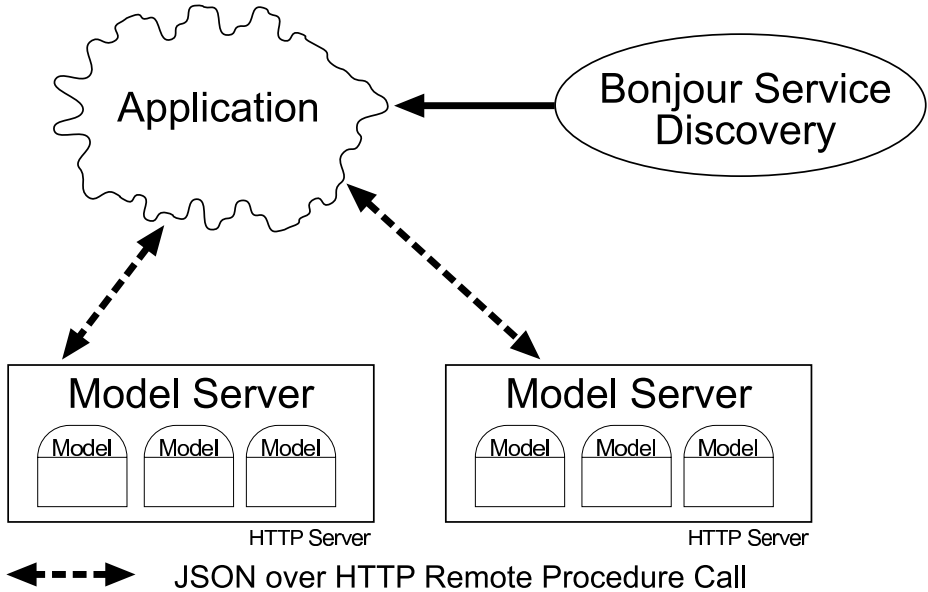 Application
Bonjour Service
Discovery
Model Server
Model Model Model
HTTP Server
Model Server
Model Model Model
HTTP Server
JSON over HTTP Remote Procedure Call